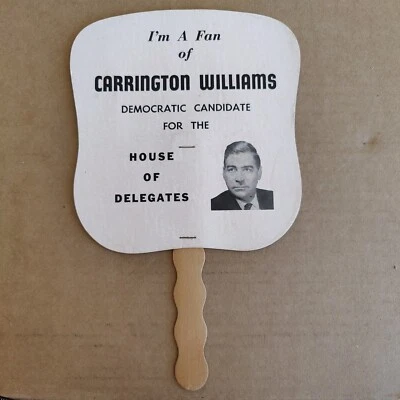 I'm A Fan
of
CARRINGTON WILLIAMS
DEMOCRATIC CANDIDATE
FOR THE
HOUSE
OF
DELEGATES